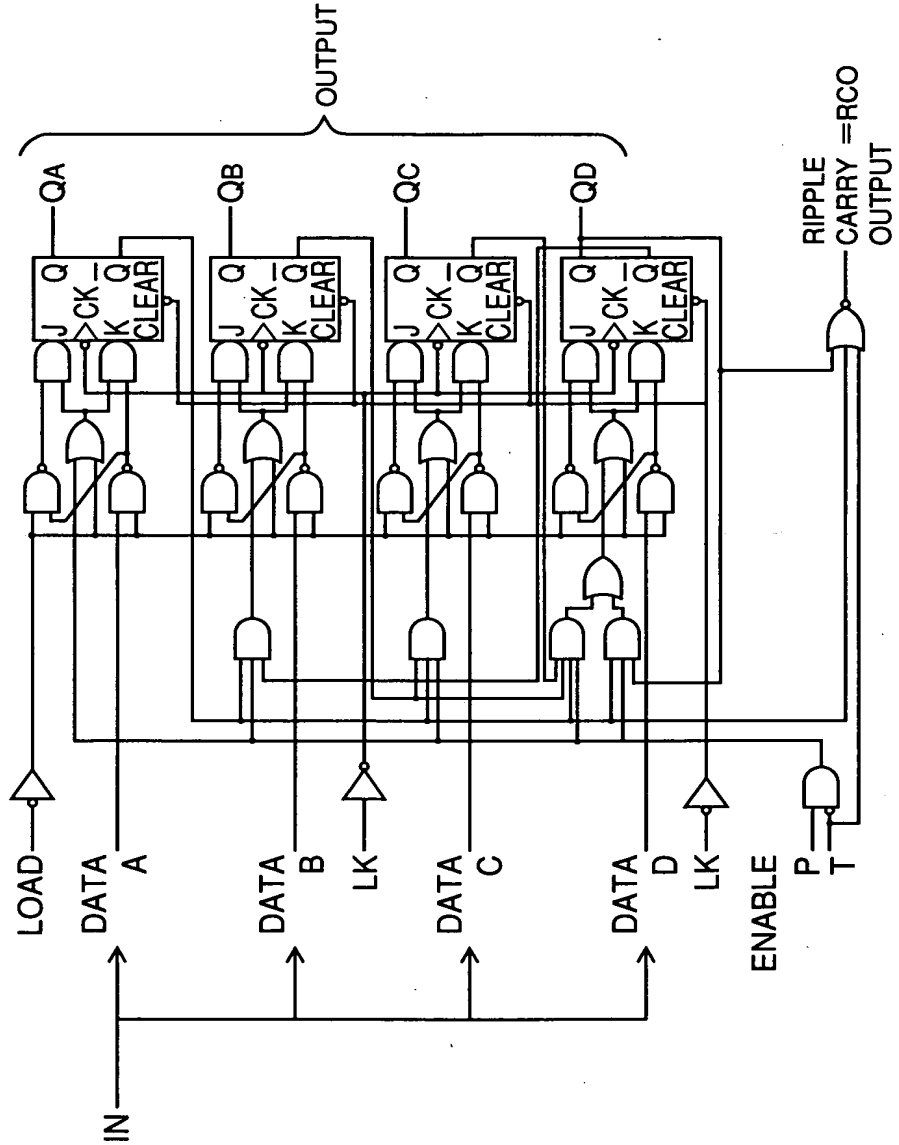 IN
LOAD
DATA
A
DATA
B
LK
DATA
C
DATA
D
LK
ENABLE
P
T
J
CK
K
Q
_
Q
CLEAR
QA
J
CK
K
Q
_
Q
CLEAR
QB
J
CK
K
Q
_
Q
CLEAR
QC
J
CK
K
Q
_
Q
CLEAR
QD
OUTPUT
RIPPLE
CARRY =RCO
OUTPUT